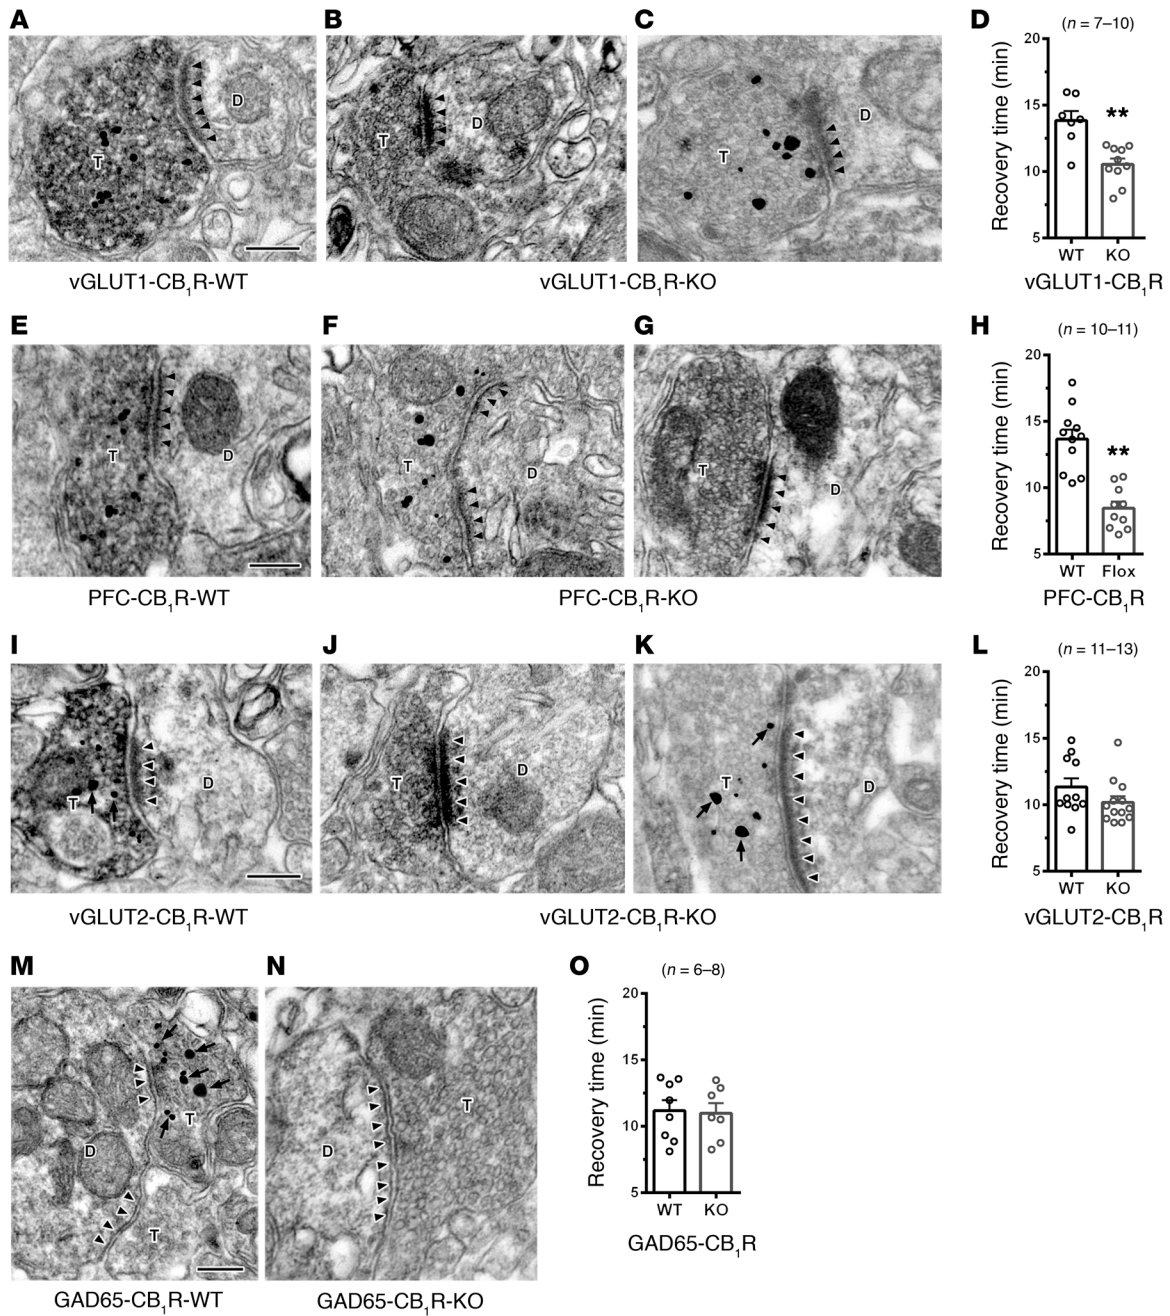 A
B
C
D
(n = 7–10)
T
D
T
D
T
D
vGLUT1-CB1R-WT
vGLUT1-CB1R-KO
Recovery time (min)
20
15
10
5
**
WT
KO
vGLUT1-CB1R
E
F
G
H
(n = 10–11)
T
D
T
D
T
D
PFC-CB1R-WT
PFC-CB1R-KO
Recovery time (min)
20
15
10
5
**
WT
Flox
PFC-CB1R
I
J
K
L
(n = 11–13)
T
D
T
D
T
D
vGLUT2-CB1R-WT
vGLUT2-CB1R-KO
Recovery time (min)
20
15
10
5
WT
KO
vGLUT2-CB1R
M
N
O
(n = 6–8)
T
D
T
D
T
GAD65-CB1R-WT
GAD65-CB1R-KO
Recovery time (min)
20
15
10
5
WT
KO
GAD65-CB1R